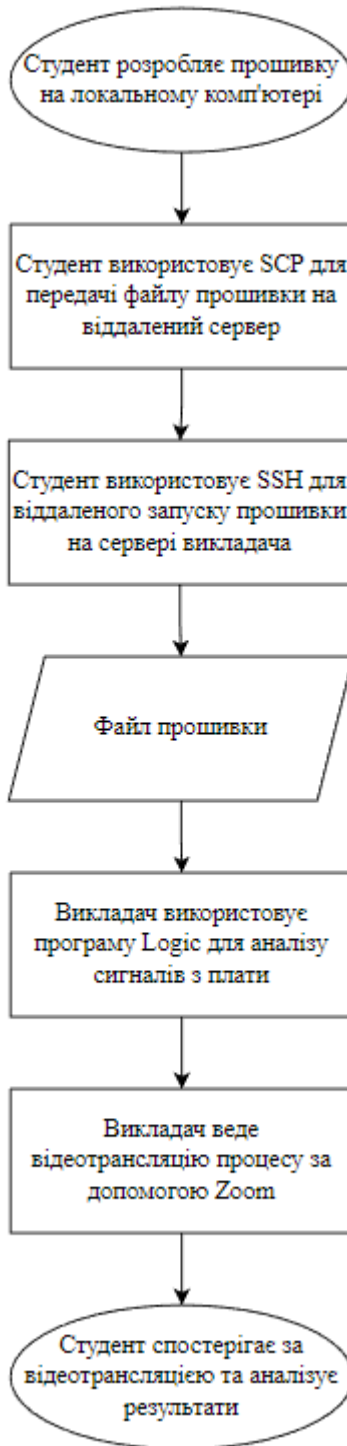 Студент розробляє прошивку
на локальному комп'ютері
Студент використовує SCP для
передачі файлу прошивки на
віддалений сервер
Студент використовує SSH для
віддаленого запуску прошивки
на сервері викладача
Файл прошивки
Викладач використовує
програму Logic для аналізу
сигналів з плати
Викладач веде
відеотрансляцію процесу за
допомогою Zoom
Студент спостерігає за
відеотрансляцією та аналізує
результати